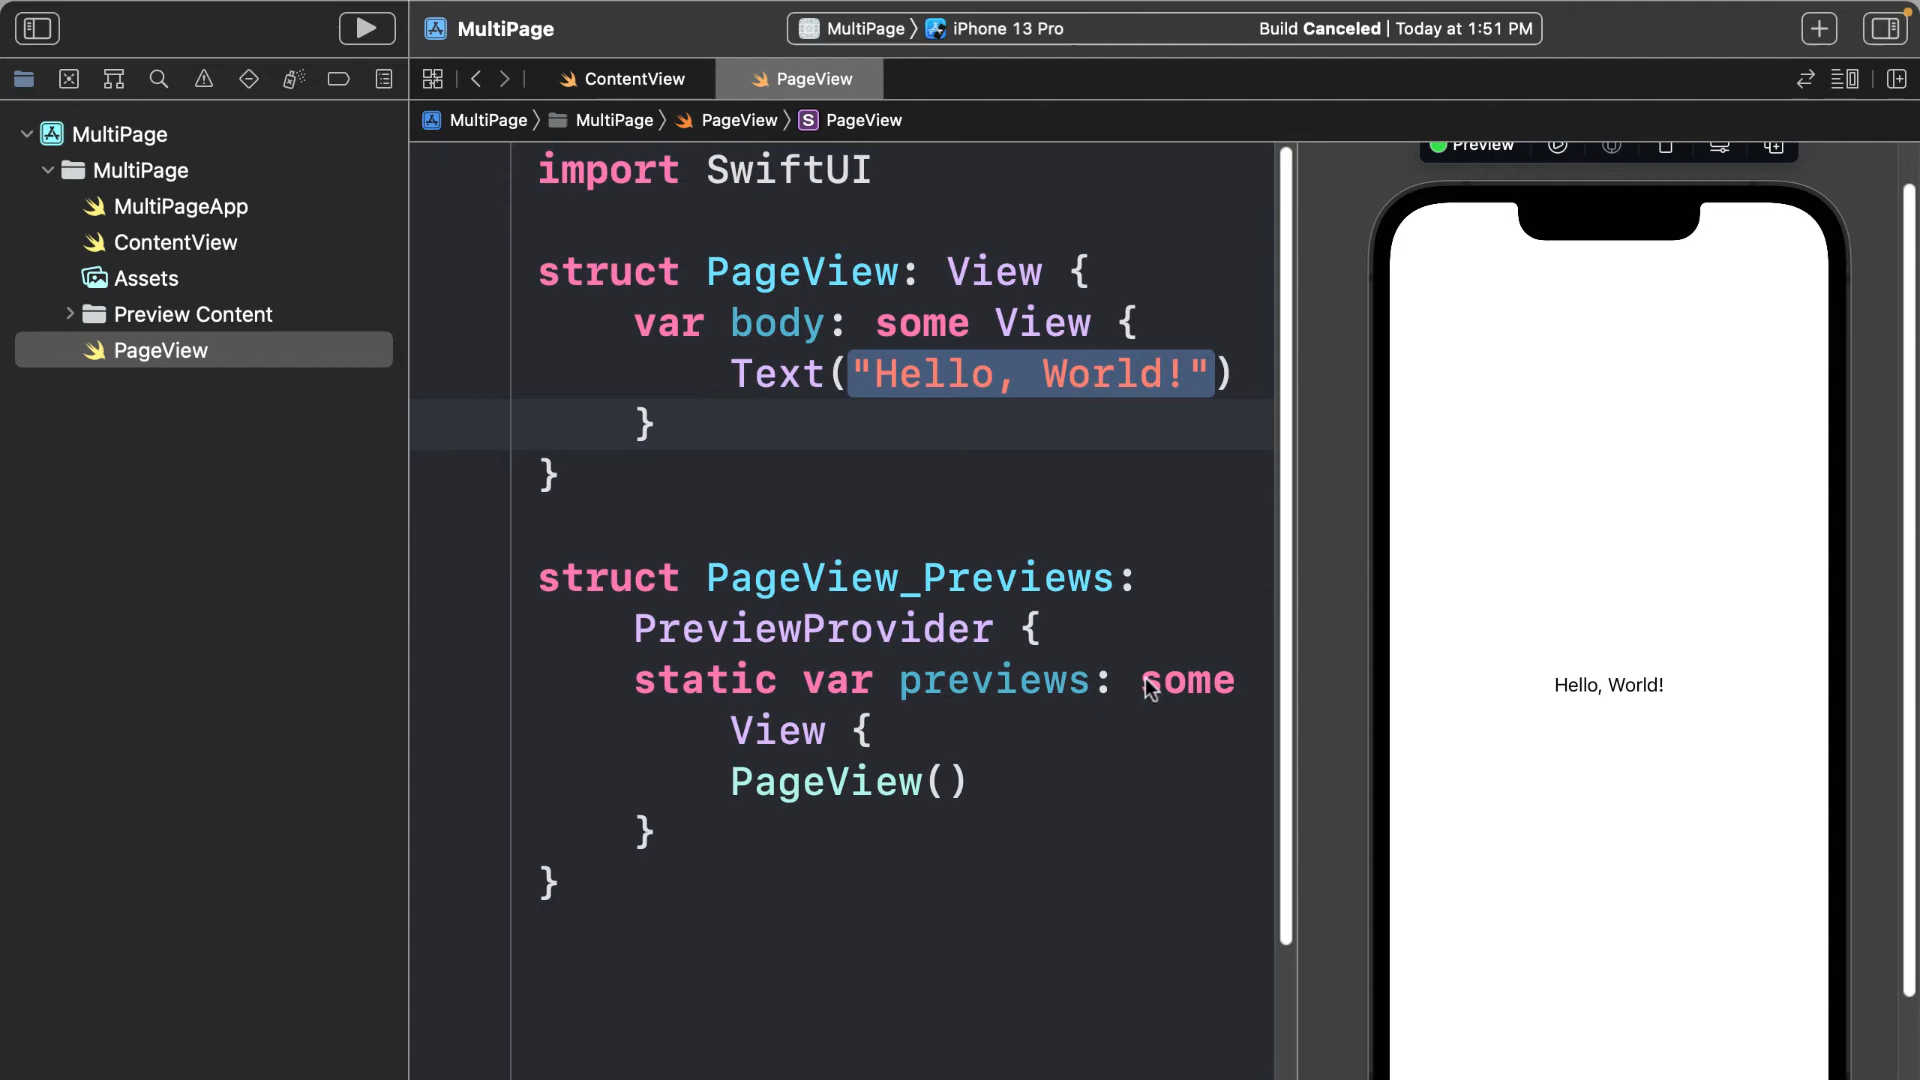 MultiPage
MultiPage
iPhone 13 Pro
Build Canceled | Today at 1:51 PM
ContentView
PageView
MultiPage
MultiPage
PageView
S
PageView
MultiPage
MultiPage
MultiPageApp
ContentView
Assets
Preview Content
PageView
import SwiftUI
struct PageView: View {
var body: some View {
Text("Hello, World!")
}
}
struct PageView_Previews:
PreviewProvider {
static var previews: some
View {
PageView()
}
}
Preview
Hello, World!